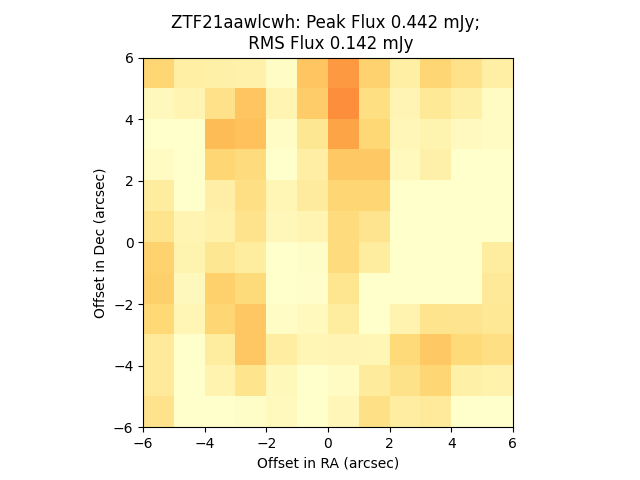 ZTF21aawlcwh: Peak Flux 0.442 mJy;
RMS Flux 0.142 mJy
6
4
2
0
−2
−4
−6
Offset in Dec (arcsec)
−6 −4 −2 0 2 4 6
Offset in RA (arcsec)